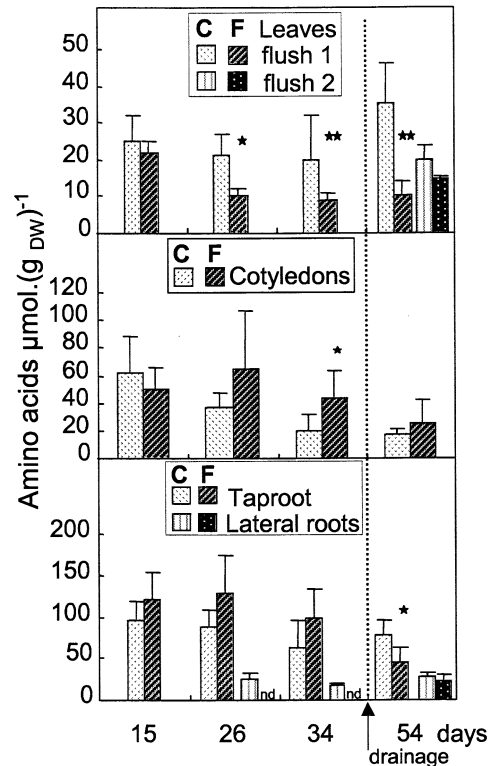 C F Leaves
flush 1
flush 2
50
40
30
20
10
0
★
★★
★★
C F
Cotyledons
120
100
80
60
40
20
0
★
C F
Taproot
Lateral roots
200
150
100
50
0
nd
nd
★
Amino acids µmol.(g DW)-1
15 26 34 54 days
drainage